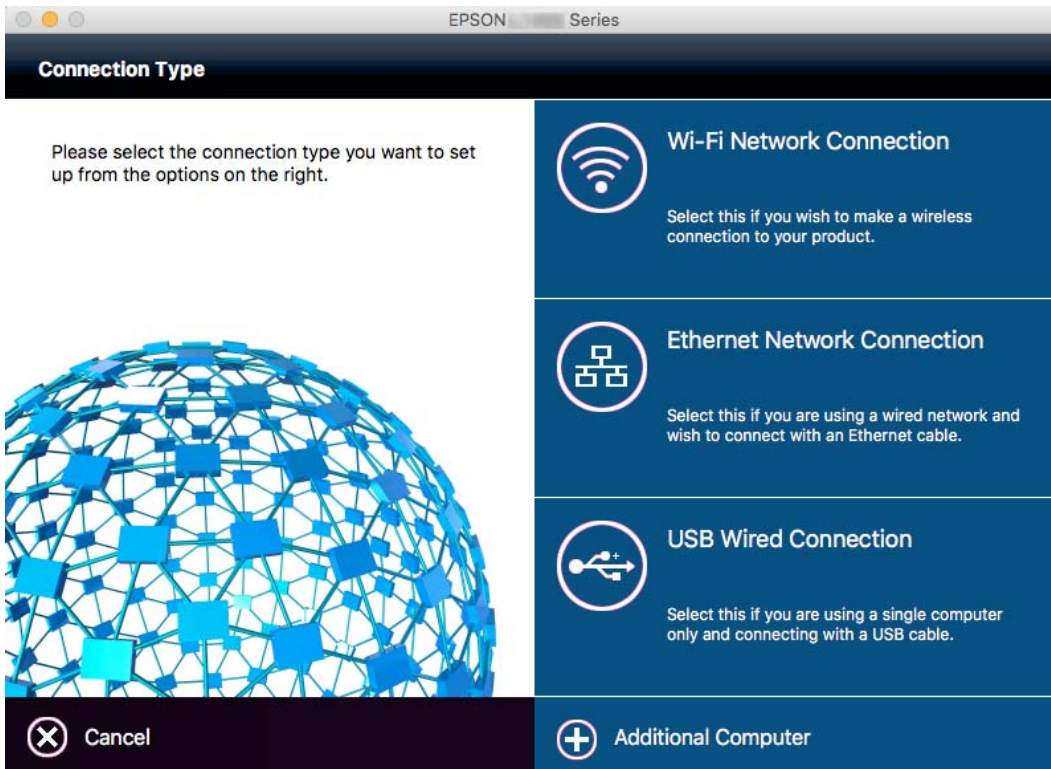 EPSON Series
Connection Type
Please select the connection type you want to set
up from the options on the right.
Wi-Fi Network Connection
Select this if you wish to make a wireless
connection to your product.
Ethernet Network Connection
Select this if you are using a wired network and
wish to connect with an Ethernet cable.
USB Wired Connection
Select this if you are using a single computer
only and connecting with a USB cable.
Cancel
Additional Computer